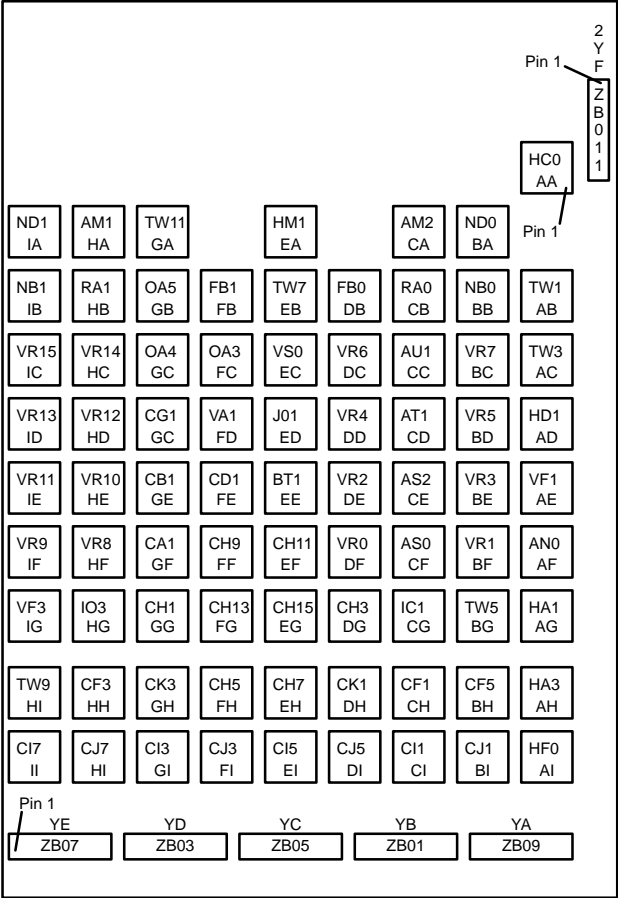 2
Y
F
Pin 1
Z
B
0
1
1
HC0
AA
Pin 1
ND1 AM1 TW11 HM1 AM2 ND0
IA HA GA EA CA BA
NB1 RA1 OA5 FB1 TW7 FB0 RA0 NB0 TW1
IB HB GB FB EB DB CB BB AB
VR15 VR14 OA4 OA3 VS0 VR6 AU1 VR7 TW3
IC HC GC FC EC DC CC BC AC
VR13 VR12 CG1 VA1 J01 VR4 AT1 VR5 HD1
ID HD GC FD ED DD CD BD AD
VR11 VR10 CB1 CD1 BT1 VR2 AS2 VR3 VF1
IE HE GE FE EE DE CE BE AE
VR9 VR8 CA1 CH9 CH11 VR0 AS0 VR1 AN0
IF HF GF FF EF DF CF BF AF
VF3 IO3 CH1 CH13 CH15 CH3 IC1 TW5 HA1
IG HG GG FG EG DG CG BG AG
TW9 CF3 CK3 CH5 CH7 CK1 CF1 CF5 HA3
HI HH GH FH EH DH CH BH AH
CI7 CJ7 CI3 CJ3 CI5 CJ5 CI1 CJ1 HF0
II HI GI FI EI DI CI BI AI
Pin 1
YE YD YC YB YA
ZB07 ZB03 ZB05 ZB01 ZB09